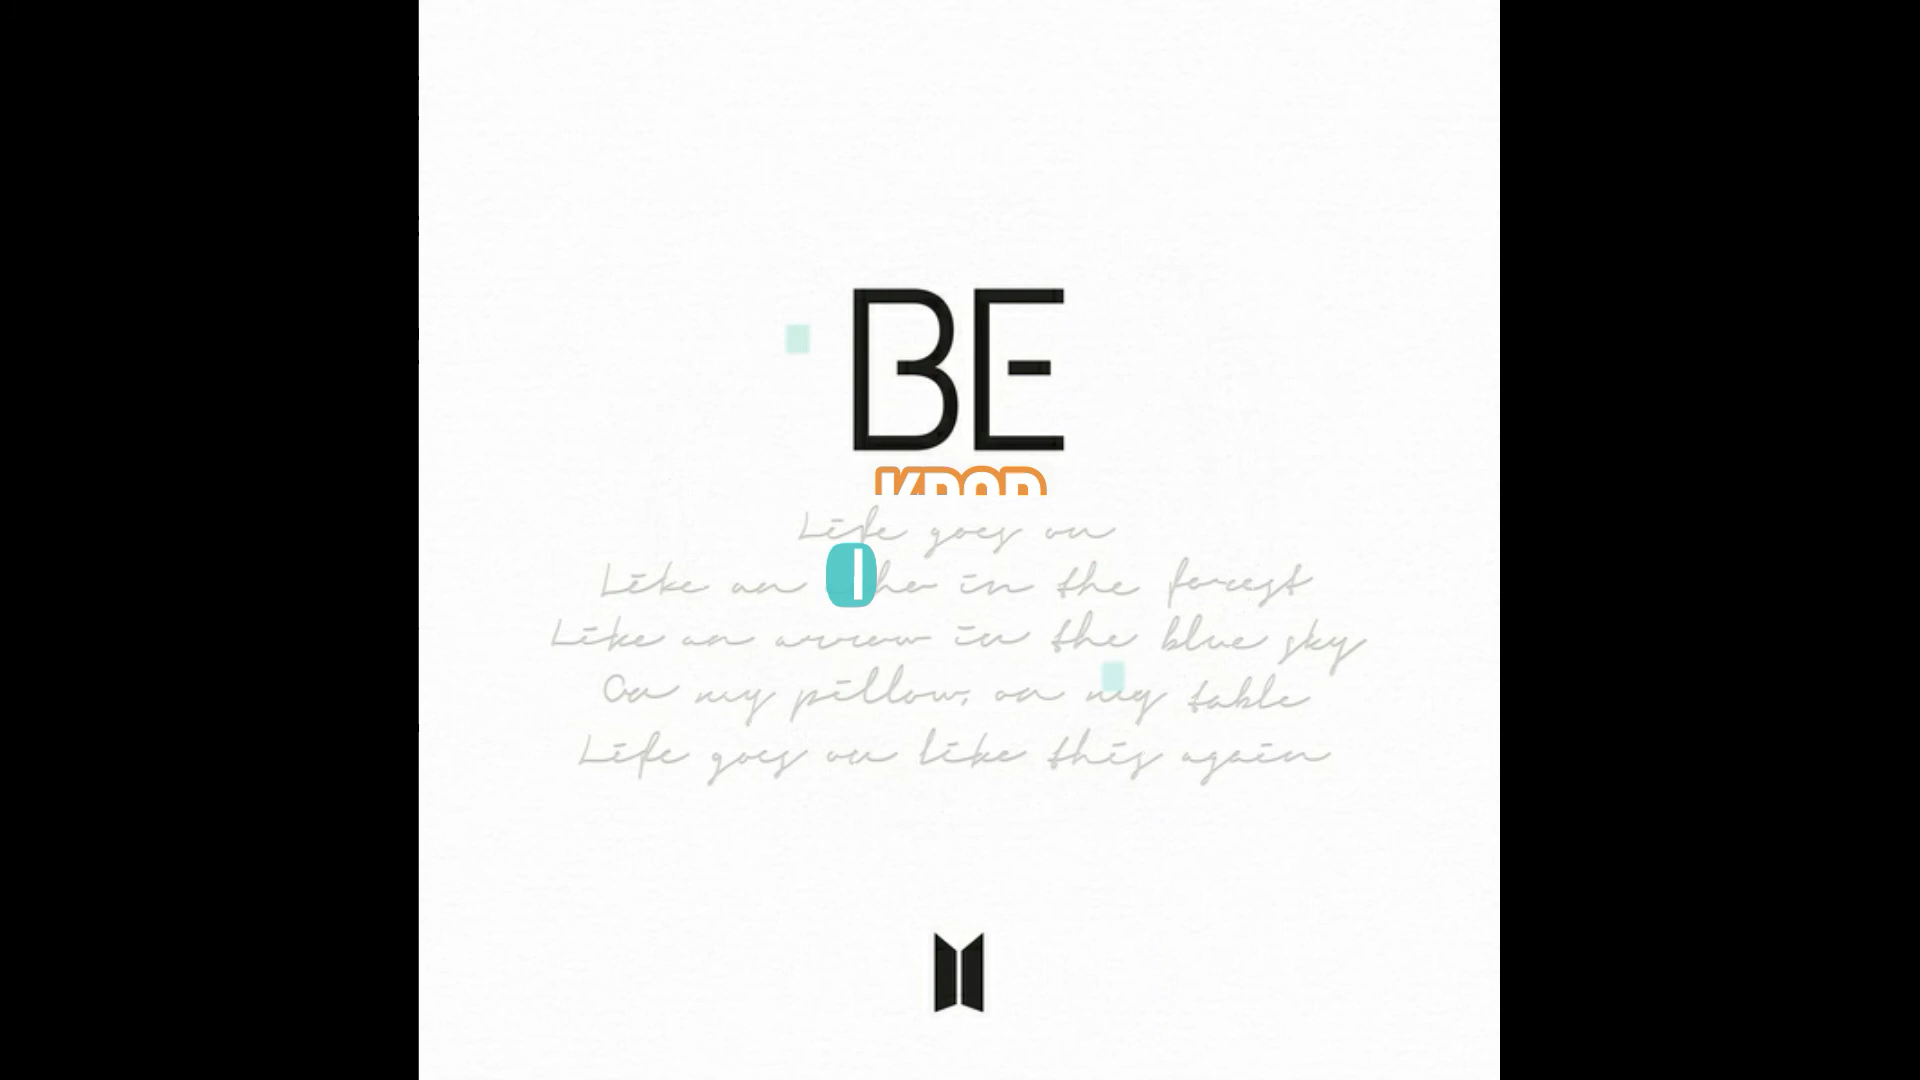 BE
KPOP
Life goes on
Like an
I
in the forest
Like an arrow in the blue sky
On my pillow, on my table
Life goes on like this again